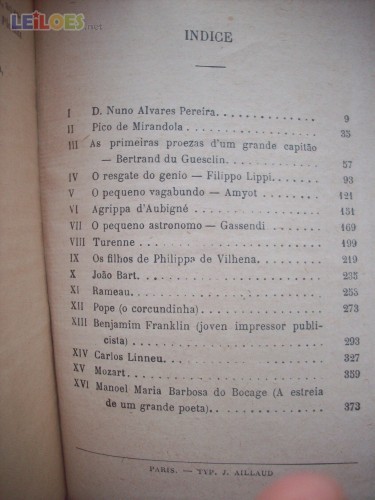 LEILOES.net
INDICE
I D. Nuno Alvares Pereira. 9
II Pico de Mirandola. 33
III As primeiras proezas d'um grande capitão
— Bertrand du Guesclin. 57
IV O resgate do genio — Filippo Lippi. 93
V O pequeno vagabundo — Amyot. 121
VI Agrippa d'Aubigné. 151
VII O pequeno astronomo — Gassendi. 169
VIII Turenne. 199
IX Os filhos de Philippa de Vilhena. 219
X João Bart. 235
XI Rameau. 253
XII Pope (o corcundinha). 273
XIII Benjamim Franklin (joven impressor publi-
cista). 293
XIV Carlos Linneu. 327
XV Mozart. 359
XVI Manoel Maria Barbosa do Bocage (A estreia
de um grande poeta). 373
PARIS. — TYP. J. AILLAUD